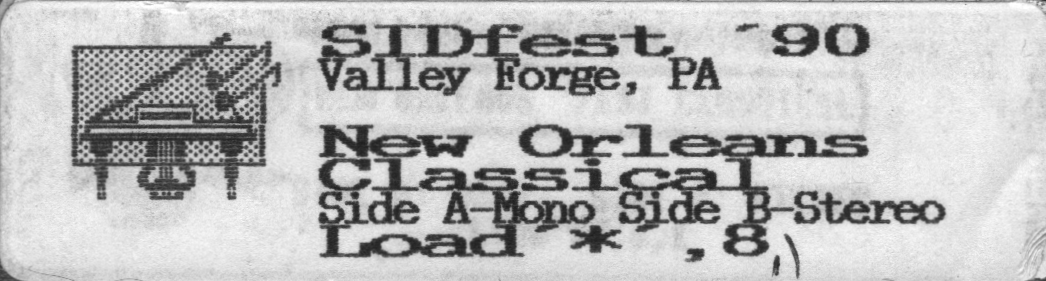 SIDfest ´90
Valley Forge, PA
New Orleans
Classical
Side A-Mono Side B-Stereo
Load´*´,8,1